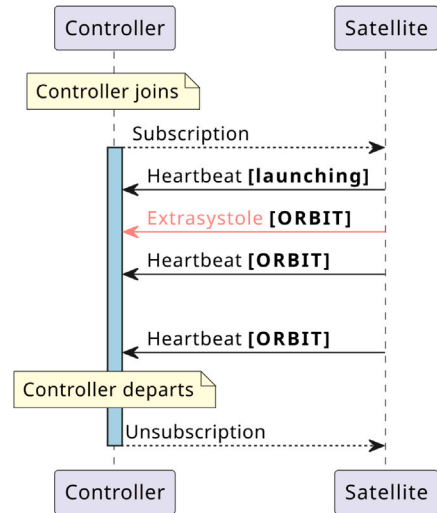 Controller Satellite
Controller joins
Subscription
Heartbeat [launching]
Extrasystole [ORBIT]
Heartbeat [ORBIT]
Heartbeat [ORBIT]
Controller departs
Unsubscription
Controller Satellite